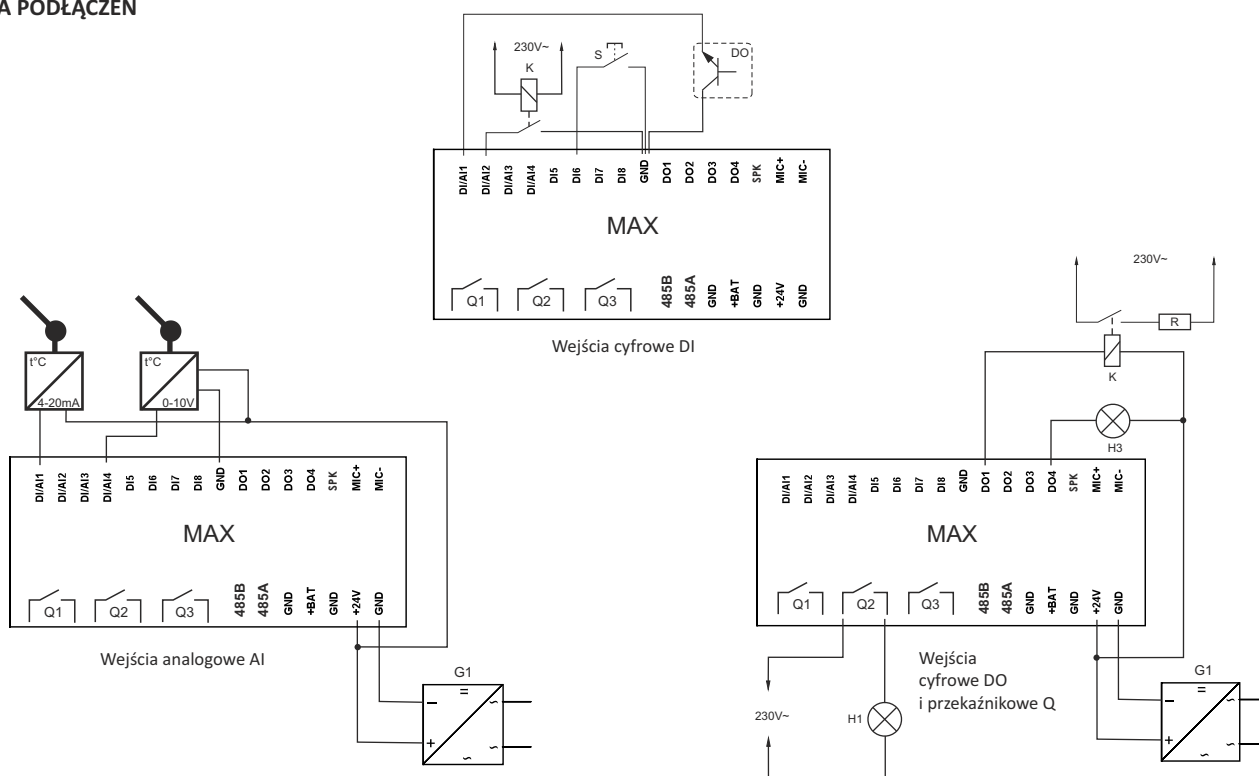 A PODŁĄCZEŃ
230V~
K
S
DO
DI/AI1 DI/AI2 DI/AI3 DI/AI4 DI5 DI6 DI7 DI8 GND DO1 DO2 DO3 DO4 SPK MIC+ MIC-
MAX
Q1 Q2 Q3 485B 485A GND +BAT GND +24V GND
Wejścia cyfrowe DI
t°C
4-20mA
t°C
0-10V
DI/AI1 DI/AI2 DI/AI3 DI/AI4 DI5 DI6 DI7 DI8 GND DO1 DO2 DO3 DO4 SPK MIC+ MIC-
MAX
Q1 Q2 Q3 485B 485A GND +BAT GND +24V GND
Wejścia analogowe AI
G1
=
~
~
~
-
+
230V~
R
K
H3
DI/AI1 DI/AI2 DI/AI3 DI/AI4 DI5 DI6 DI7 DI8 GND DO1 DO2 DO3 DO4 SPK MIC+ MIC-
MAX
Q1 Q2 Q3 485B 485A GND +BAT GND +24V GND
Wejścia
cyfrowe DO
i przekaźnikowe Q
230V~
H1
G1
=
~
~
~
-
+